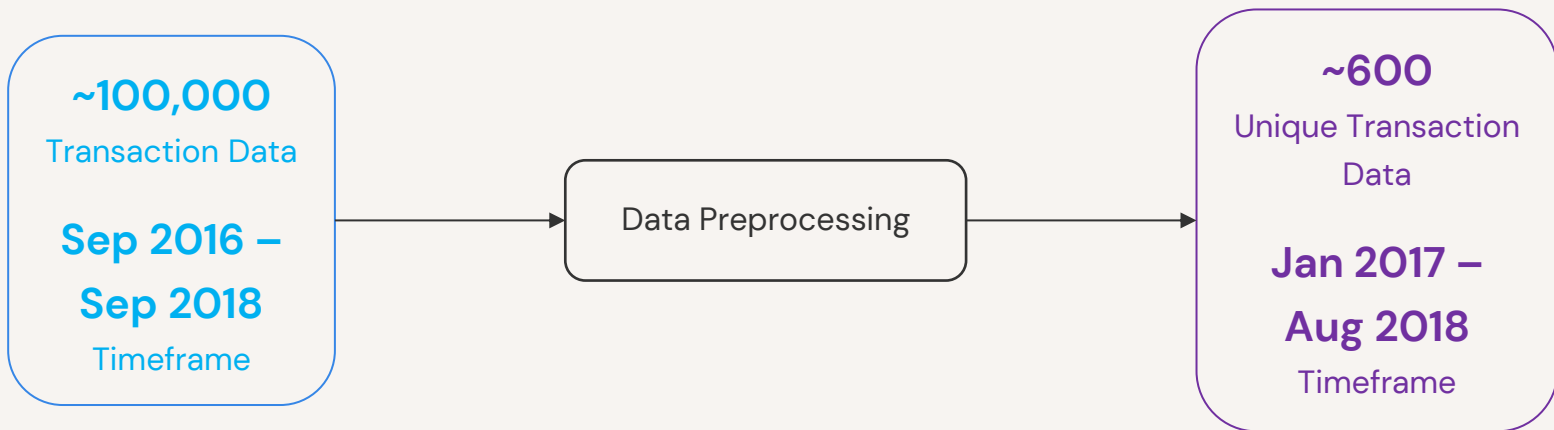 ~100,000
Transaction Data
Sep 2016 –
Sep 2018
Timeframe
Data Preprocessing
~600
Unique Transaction
Data
Jan 2017 –
Aug 2018
Timeframe